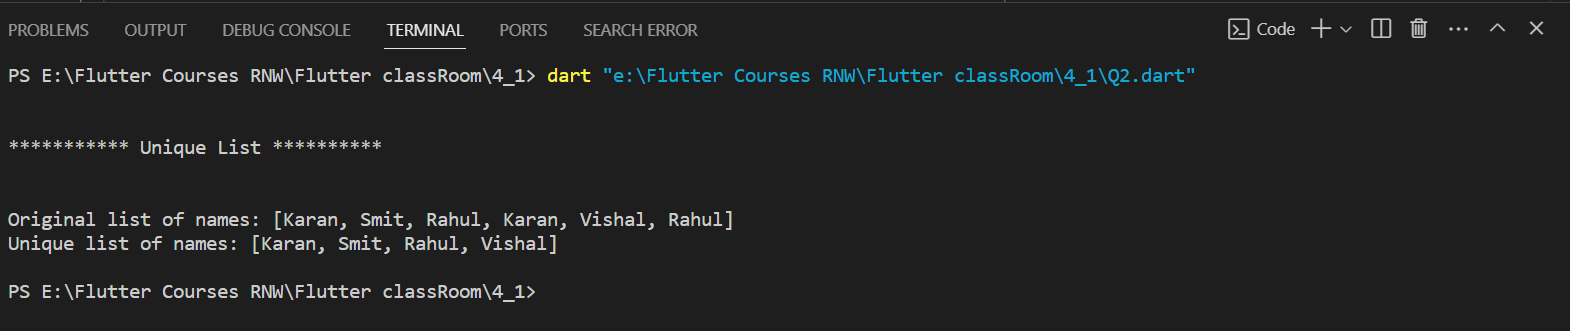 PROBLEMS OUTPUT DEBUG CONSOLE TERMINAL PORTS SEARCH ERROR Code
PS E:\Flutter Courses RNW\Flutter classRoom\4_1> dart "e:\Flutter Courses RNW\Flutter classRoom\4_1\Q2.dart"
*********** Unique List **********
Original list of names: [Karan, Smit, Rahul, Karan, Vishal, Rahul]
Unique list of names: [Karan, Smit, Rahul, Vishal]
PS E:\Flutter Courses RNW\Flutter classRoom\4_1>